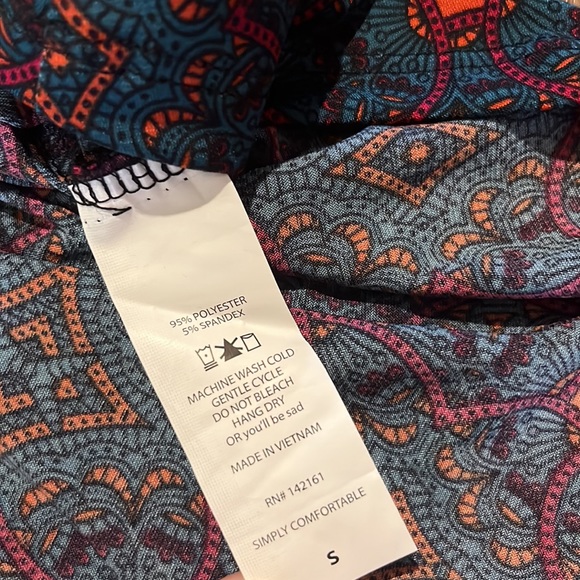 95% POLYESTER
5% SPANDEX
MACHINE WASH COLD
GENTLE CYCLE
DO NOT BLEACH
HANG DRY
OR you'll be sad
MADE IN VIETNAM
RN# 142161
SIMPLY COMFORTABLE
S